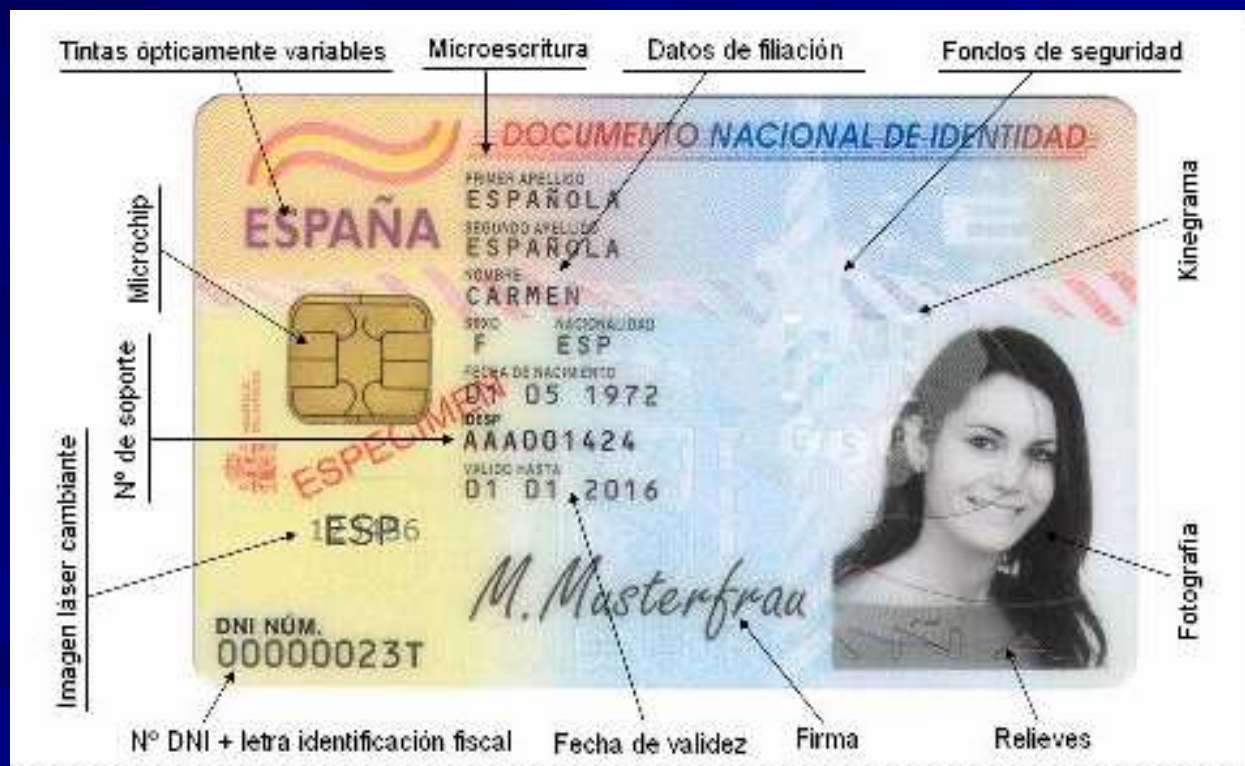 Tintas ópticamente variables
Microescritura
Datos de filiación
Fondos de seguridad
DOCUMENTO NACIONAL DE IDENTIDAD
PRIMER APELLIDO
ESPAÑOLA
SEGUNDO APELLIDO
ESPAÑOLA
ESPAÑA
NOMBRE
CARMEN
SEXO NACIONALIDAD
F ESP
FECHA DE NACIMIENTO
01 05 1972
IDESP
AAA001424
VALIDO HASTA
01 01 2016
ESPECIMEN
ESP
M. Musterfrau
DNI NÚM.
00000023T
Microchip
Nº de soporte
Imagen láser cambiante
Kinegrama
Fotografía
Nº DNI + letra identificación fiscal
Fecha de validez
Firma
Relieves